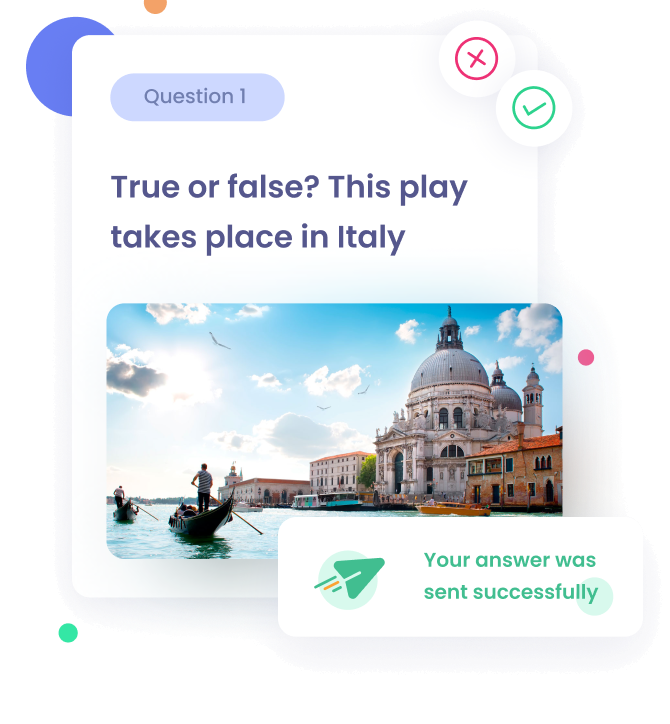 Question 1
True or false? This play
takes place in Italy
Your answer was
sent successfully